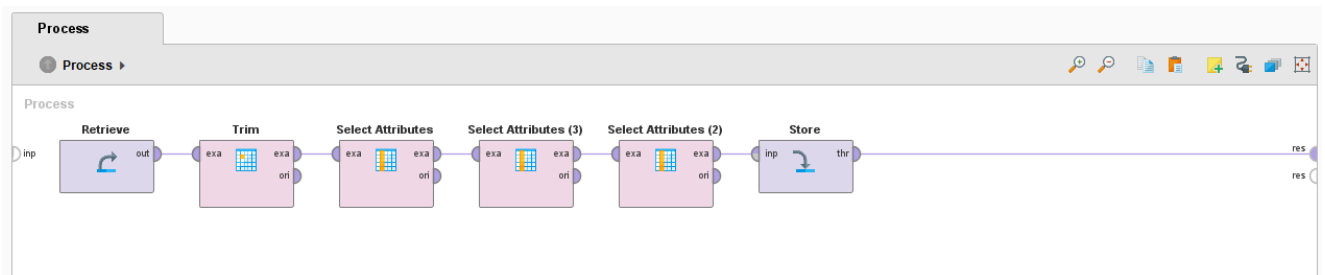 Process
Process
Process
Retrieve Trim Select Attributes Select Attributes (3) Select Attributes (2) Store
inp out exa exa exa exa exa exa exa exa inp thr res
ori ori ori ori res